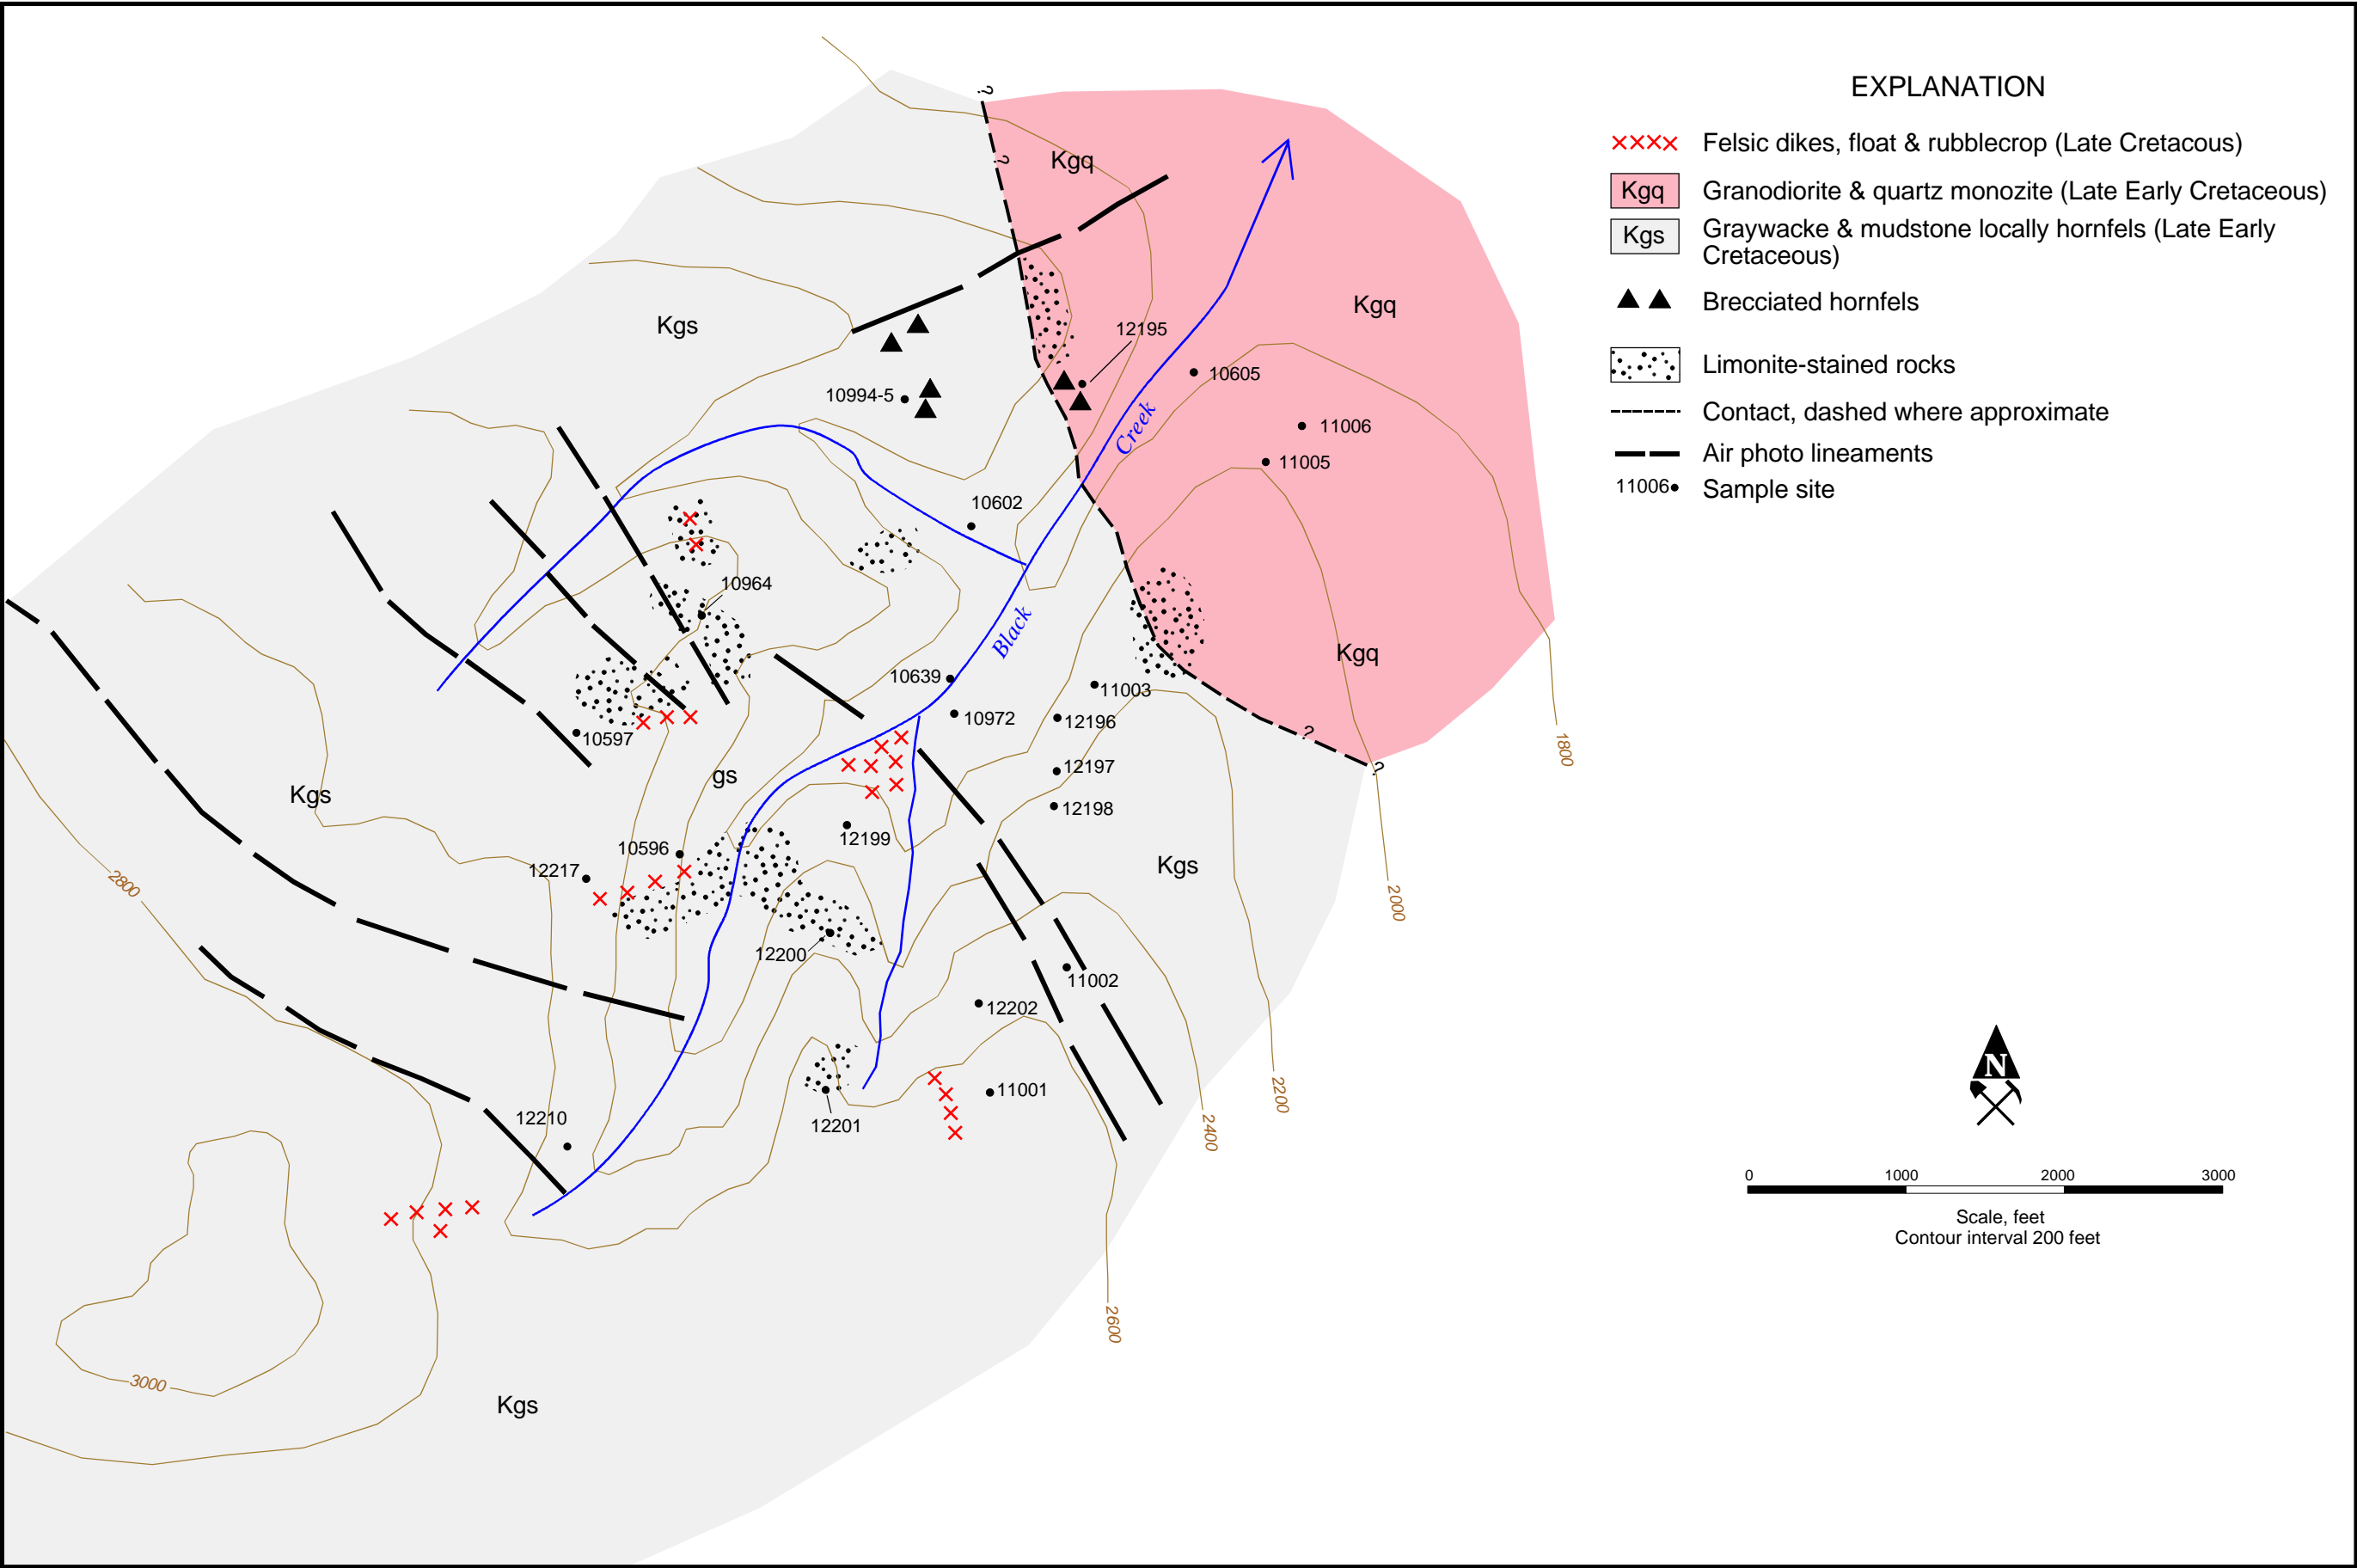 EXPLANATION
Felsic dikes, float & rubblecrop (Late Cretacous)
Kgq Granodiorite & quartz monozite (Late Early Cretaceous)
Kgs Graywacke & mudstone locally hornfels (Late Early
Cretaceous)
Brecciated hornfels
Limonite-stained rocks
Contact, dashed where approximate
Air photo lineaments
11006 Sample site
?
?
Kgq
Kgq
Kgs
12195
10605
10994-5
11006
Creek
11005
10602
10964
Black
Kgq
10639
11003
10972
12196
?
10597
1800
?
12197
gs
Kgs
12198
12199
10596
Kgs
12217
2800
2000
12200
11002
12202
11001
2200
12210
12201
2400
2600
3000
Kgs
N
0 1000 2000 3000
Scale, feet
Contour interval 200 feet